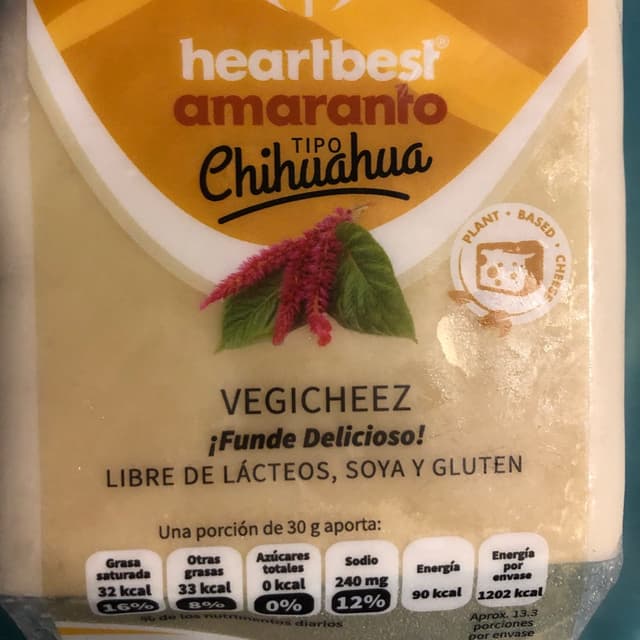 heartbest®
amaranto
TIPO
Chihuahua
PLANT • BASED • CHEESE
VEGICHEEZ
¡Funde Delicioso!
LIBRE DE LÁCTEOS, SOYA Y GLUTEN
Una porción de 30 g aporta:
Grasa saturada 32 kcal 16%
Otras grasas 33 kcal 8%
Azúcares totales 0 kcal 0%
Sodio 240 mg 12%
Energía 90 kcal
Energía por envase 1202 kcal
% de los nutrimentos diarios
Aprox. 13.3
porciones
por envase